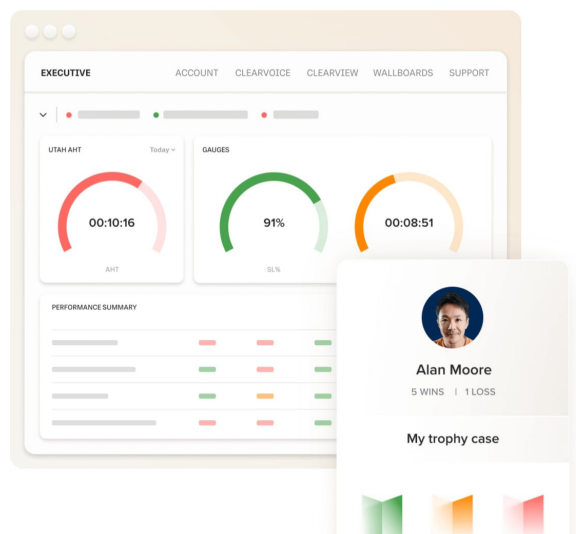 EXECUTIVE ACCOUNT CLEARVOICE CLEARVIEW WALLBOARDS SUPPORT
UTAH AHT Today
GAUGES
00:10:16
91%
00:08:51
AHT
SL%
PERFORMANCE SUMMARY
Alan Moore
5 WINS | 1 LOSS
My trophy case